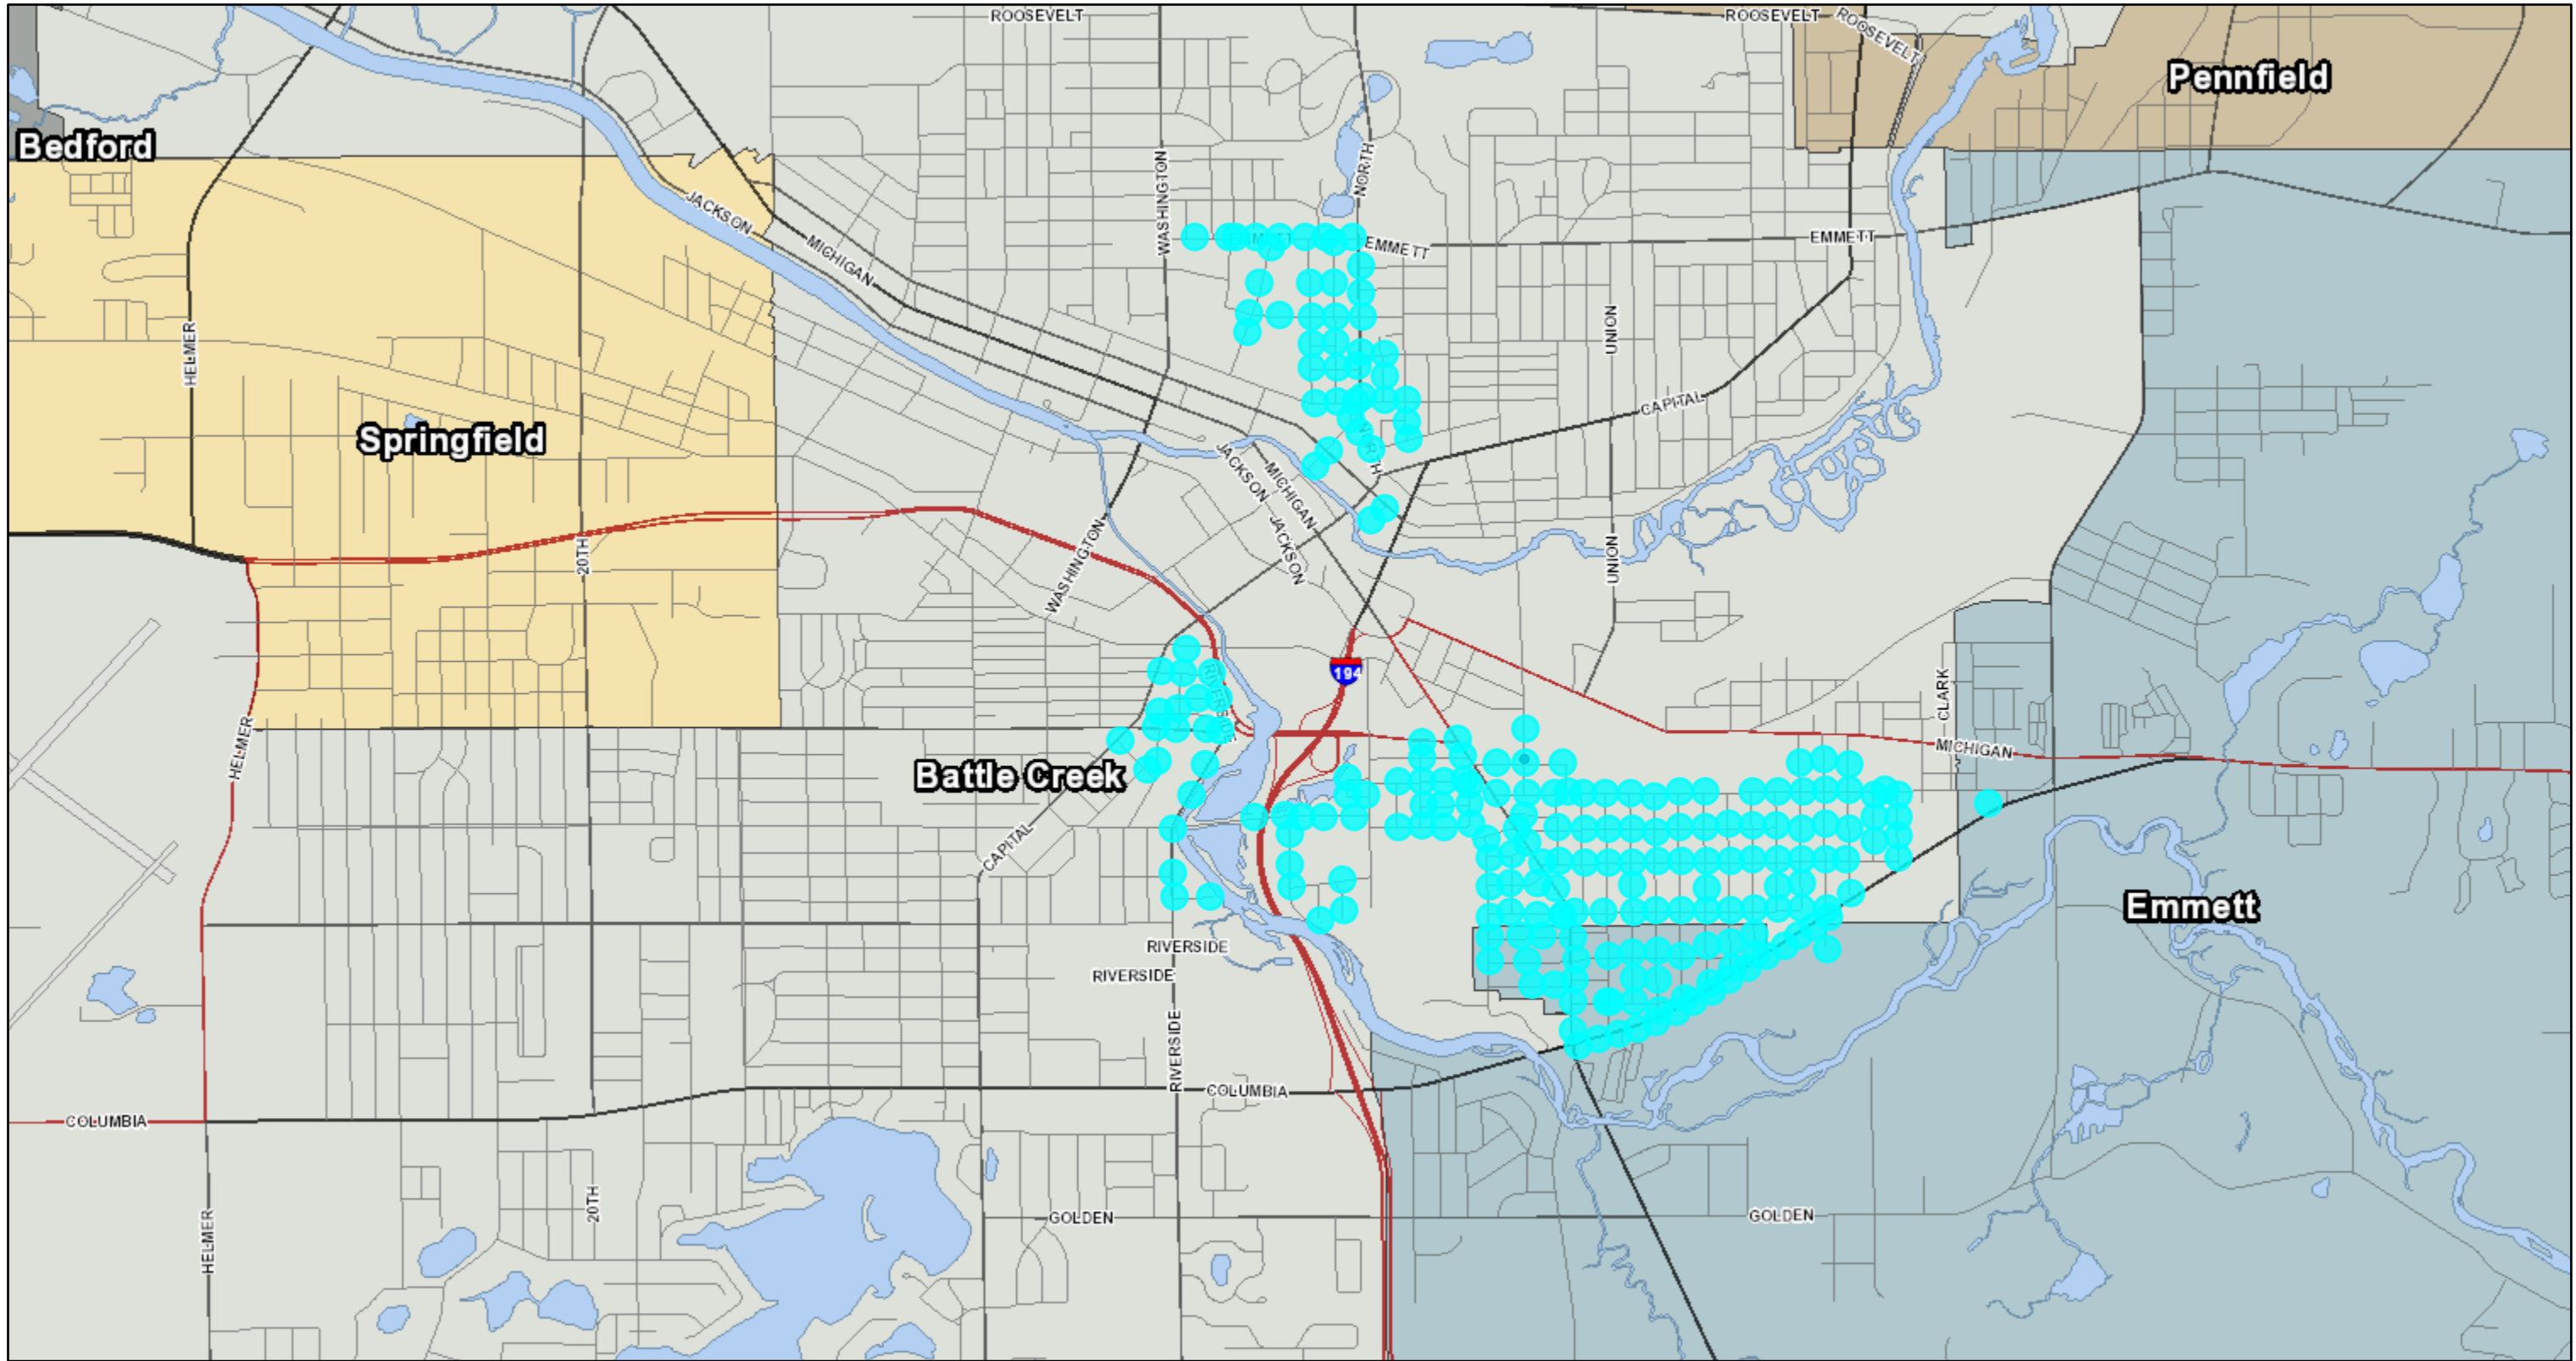 ROOSEVELT
ROOSEVELT
ROOSEVELT
Pennfield
Bedford
WASHINGTON
NORTH
JACKSON
MICHIGAN
EMMETT
EMMETT
HELMER
UNION
CAPITAL
Springfield
NORTH
JACKSON
MICHIGAN
JACKSON
20TH
WASHINGTON
UNION
194
RIVERSIDE
CLARK
HELMER
MICHIGAN
Battle Creek
CAPITAL
Emmett
RIVERSIDE
RIVERSIDE
RIVERSIDE
COLUMBIA
COLUMBIA
20TH
HELMER
GOLDEN
GOLDEN